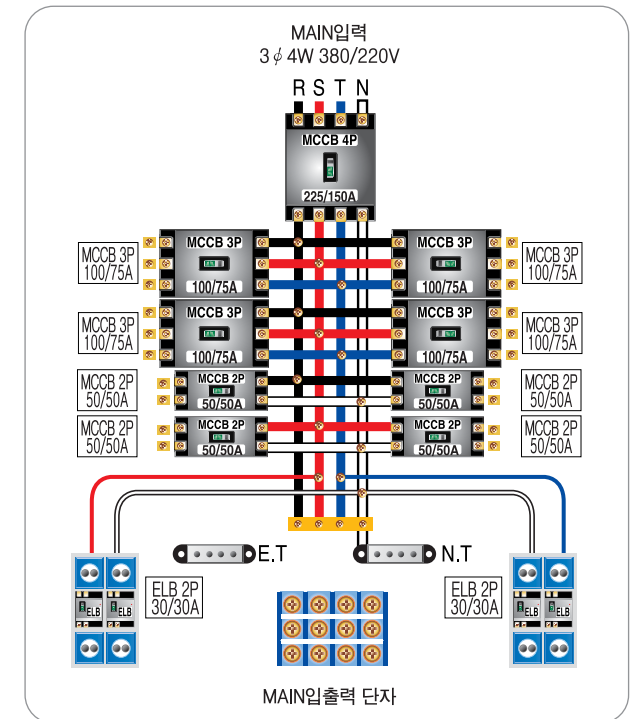 MAIN입력
3φ 4W 380/220V
R S T N
MCCB 4P
225/150A
MCCB 3P
100/75A
MCCB 3P
100/75A
MCCB 3P
100/75A
MCCB 3P
100/75A
MCCB 3P
100/75A
MCCB 3P
100/75A
MCCB 3P
100/75A
MCCB 3P
100/75A
MCCB 2P
50/50A
MCCB 2P
50/50A
MCCB 2P
50/50A
MCCB 2P
50/50A
MCCB 2P
50/50A
MCCB 2P
50/50A
MCCB 2P
50/50A
MCCB 2P
50/50A
E.T
N.T
ELB
ELB
ELB 2P
30/30A
ELB 2P
30/30A
ELB
ELB
MAIN입출력 단자